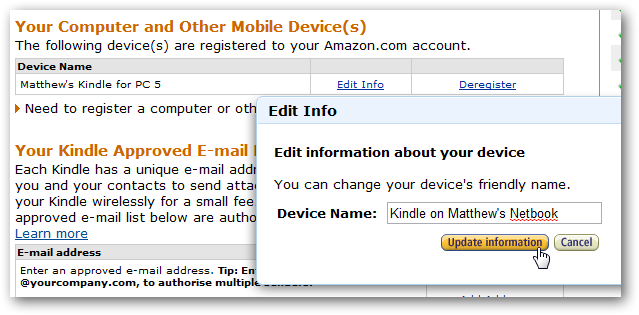 Your Computer and Other Mobile Device(s)
The following device(s) are registered to your Amazon.com account.
Device Name
Matthew's Kindle for PC 5 Edit Info Deregister
Need to register a computer or oth
Your Kindle Approved E-mail
Each Kindle has a unique e-mail addr
you and your contacts to send attac
your Kindle wirelessly for a small fee
approved e-mail list below are autho
Learn more
E-mail address
Enter an approved e-mail address. Tip: En
@yourcompany.com, to authorise multiple
Edit Info
Edit information about your device
You can change your device's friendly name.
Device Name: Kindle on Matthew's Netbook
Update information Cancel